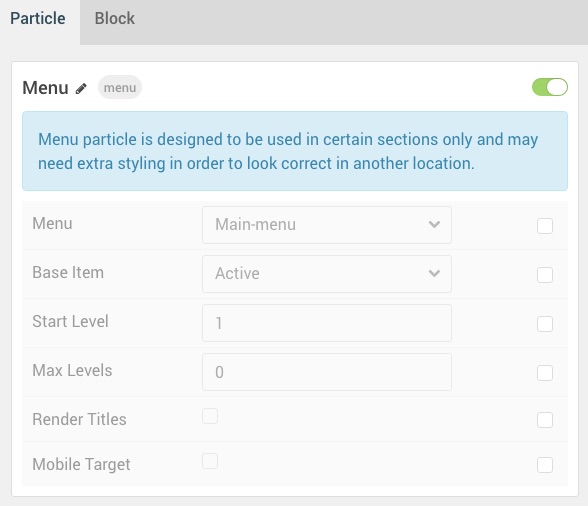 Particle Block
Menu menu
Menu particle is designed to be used in certain sections only and may
need extra styling in order to look correct in another location.
Menu Main-menu
Base Item Active
Start Level 1
Max Levels 0
Render Titles
Mobile Target